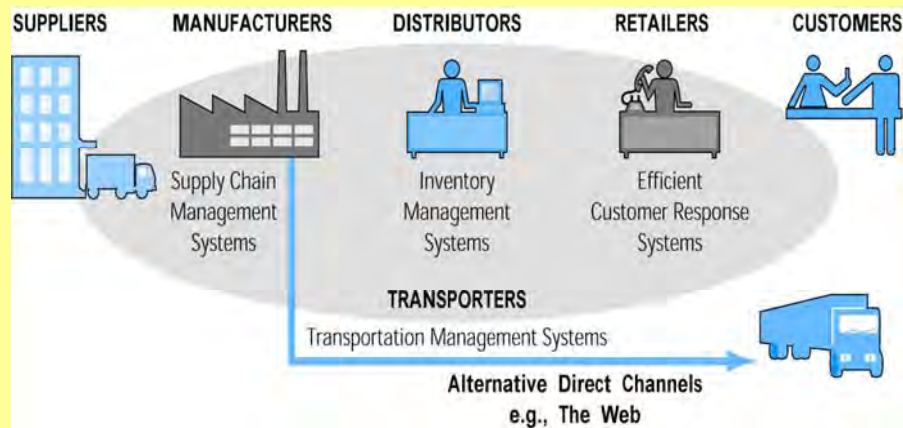 SUPPLIERS MANUFACTURERS DISTRIBUTORS RETAILERS CUSTOMERS
Supply Chain
Management
Systems
Inventory
Management
Systems
Efficient
Customer Response
Systems
TRANSPORTERS
Transportation Management Systems
Alternative Direct Channels
e.g., The Web